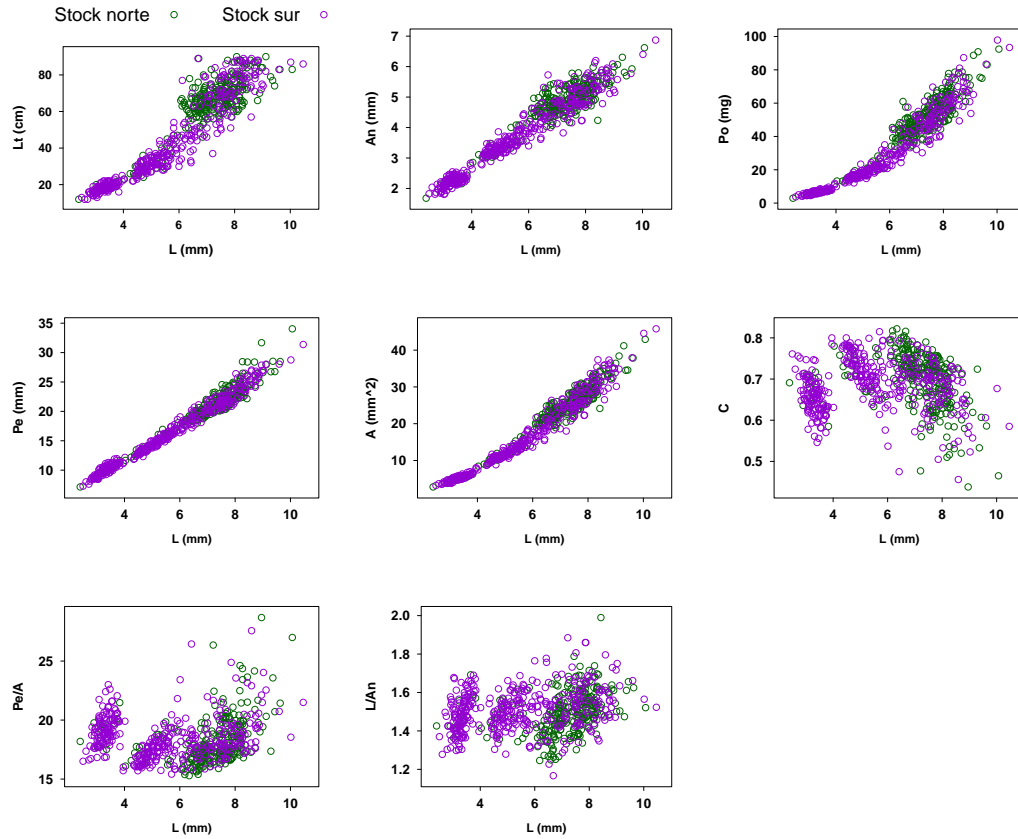 Stock norte Stock sur
Lt (cm)
20 40 60 80
4 6 8 10
L (mm)
An (mm)
2 3 4 5 6 7
4 6 8 10
L (mm)
Po (mg)
0 20 40 60 80 100
4 6 8 10
L (mm)
Pe (mm)
10 15 20 25 30 35
4 6 8 10
L (mm)
A (mm^2)
10 20 30 40
4 6 8 10
L (mm)
C
0.5 0.6 0.7 0.8
4 6 8 10
L (mm)
Pe/A
15 20 25
4 6 8 10
L (mm)
L/An
1.2 1.4 1.6 1.8 2.0
4 6 8 10
L (mm)